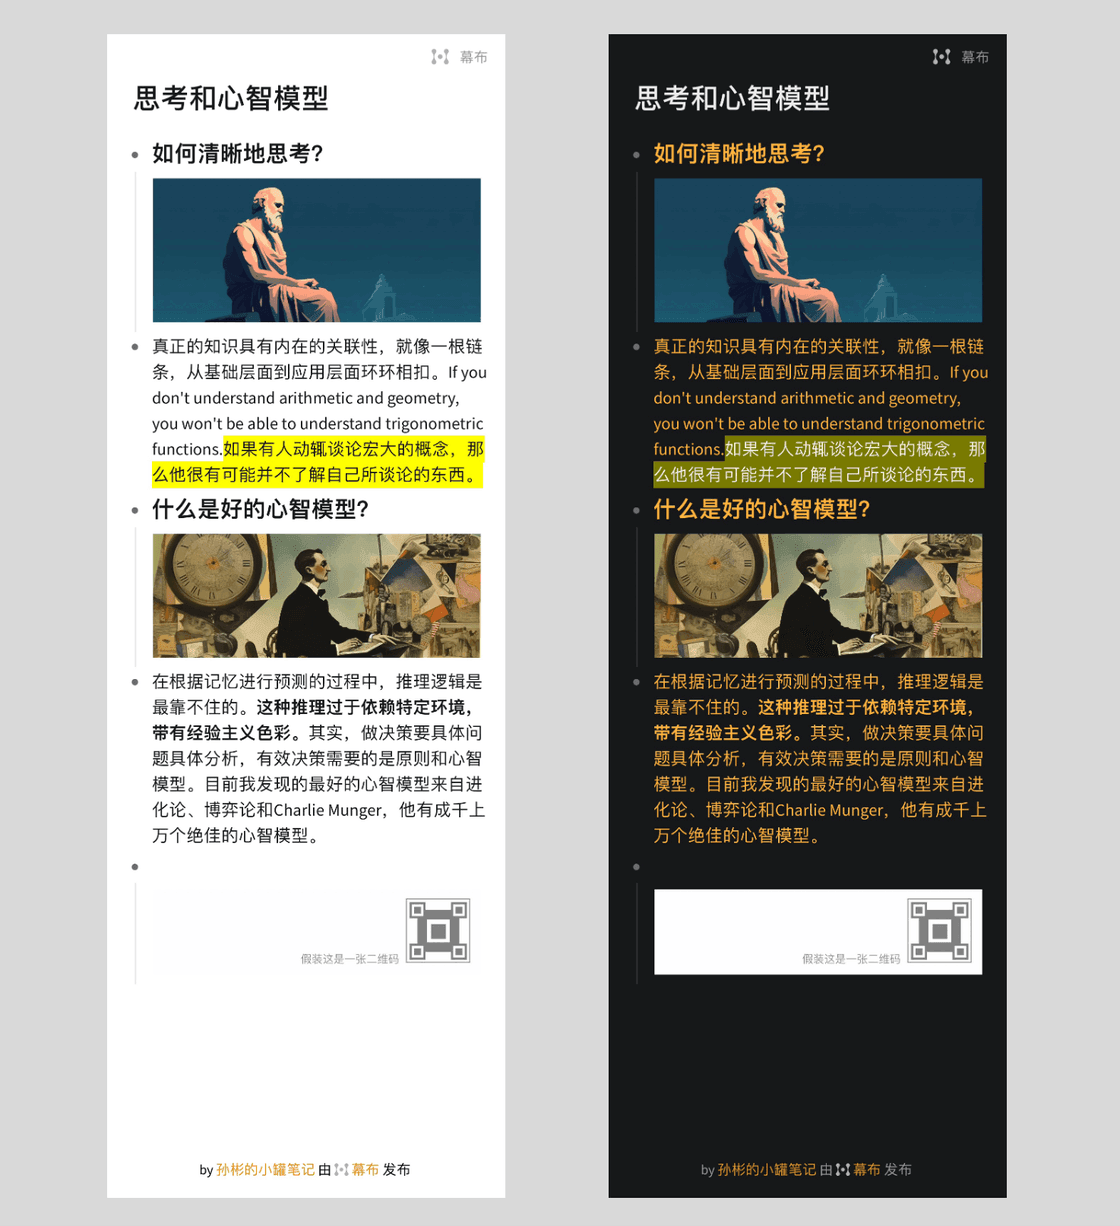 幕布
思考和心智模型
如何清晰地思考?
真正的知识具有内在的关联性，就像一根链
条，从基础层面到应用层面环环相扣。If you
don't understand arithmetic and geometry,
you won't be able to understand trigonometric
functions.如果有人动辄谈论宏大的概念，那
么他很有可能并不了解自己所谈论的东西。
什么是好的心智模型?
在根据记忆进行预测的过程中，推理逻辑是
最靠不住的。这种推理过于依赖特定环境，
带有经验主义色彩。其实，做决策要具体问
题具体分析，有效决策需要的是原则和心智
模型。目前我发现的最好的心智模型来自进
化论、博弈论和Charlie Munger，他有成千上
万个绝佳的心智模型。
假装这是一张二维码
by 孙彬的小罐笔记 由 幕布 发布
幕布
思考和心智模型
如何清晰地思考?
真正的知识具有内在的关联性，就像一根链
条，从基础层面到应用层面环环相扣。If you
don't understand arithmetic and geometry,
you won't be able to understand trigonometric
functions.如果有人动辄谈论宏大的概念，那
么他很有可能并不了解自己所谈论的东西。
什么是好的心智模型?
在根据记忆进行预测的过程中，推理逻辑是
最靠不住的。这种推理过于依赖特定环境，
带有经验主义色彩。其实，做决策要具体问
题具体分析，有效决策需要的是原则和心智
模型。目前我发现的最好的心智模型来自进
化论、博弈论和Charlie Munger，他有成千上
万个绝佳的心智模型。
假装这是一张二维码
by 孙彬的小罐笔记 由 幕布 发布